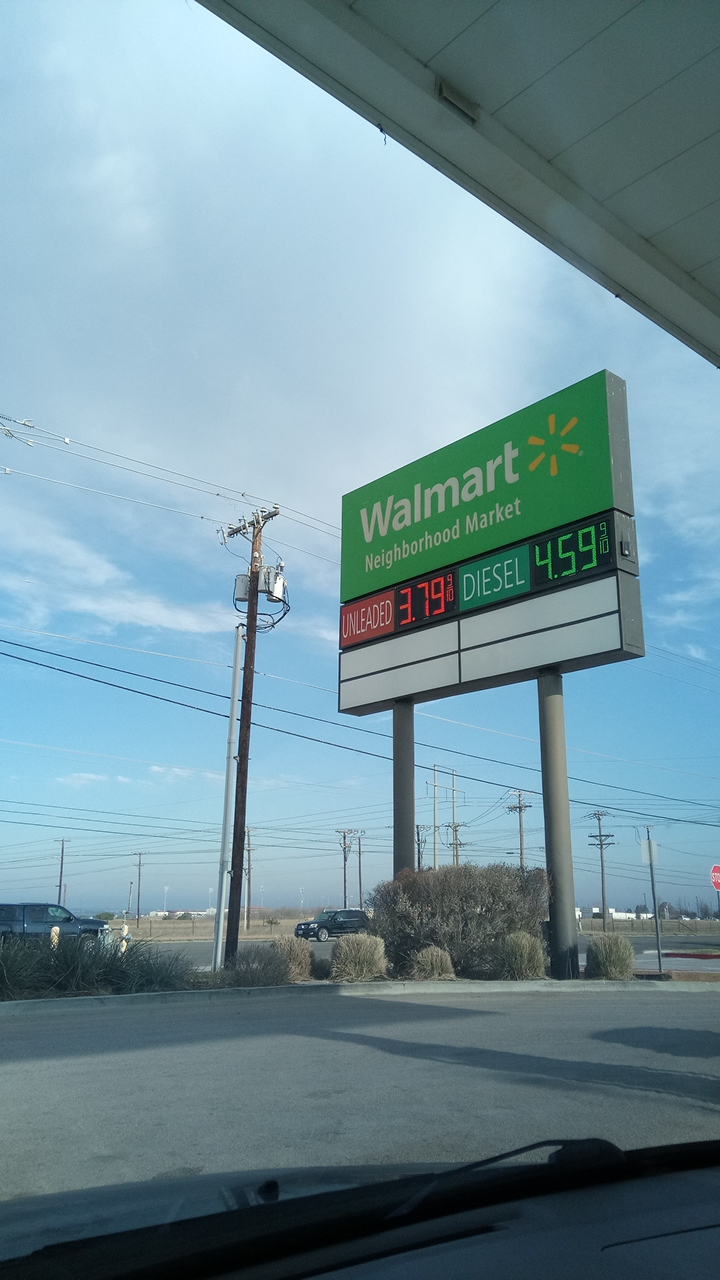 Walmart
Neighborhood Market
UNLEADED 3.79 9/10 DIESEL 4.59 9/10